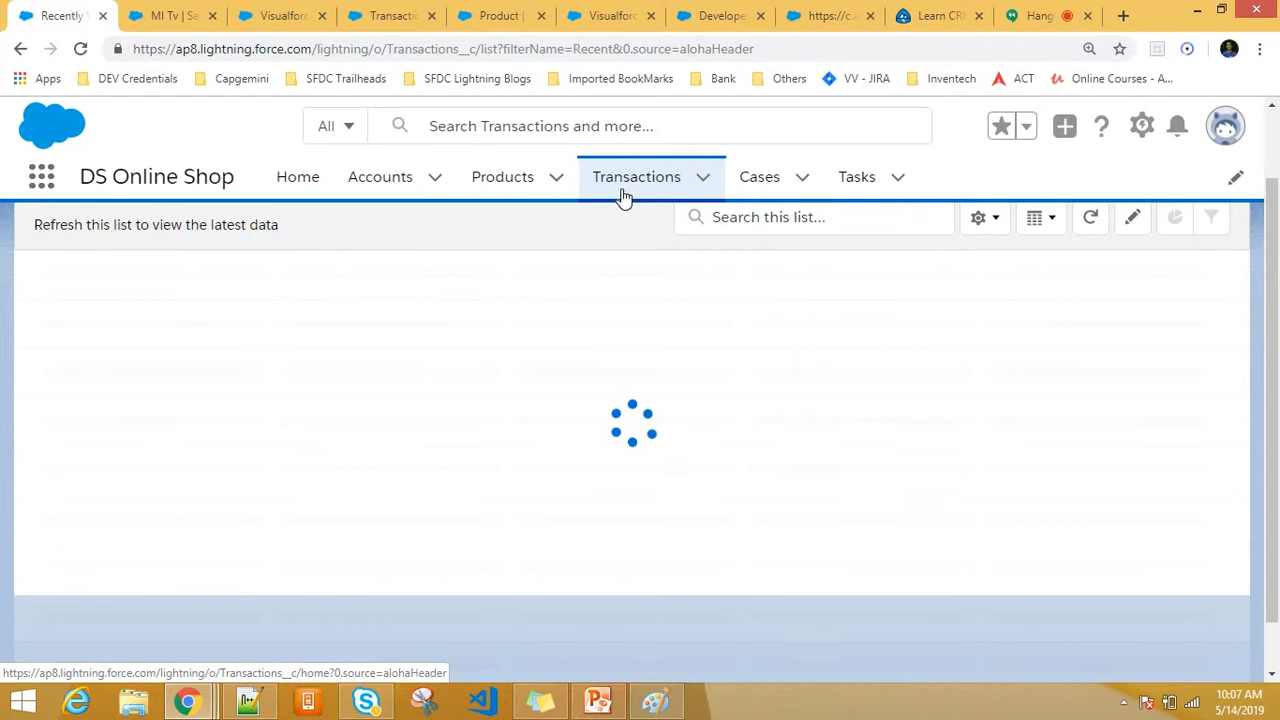 Recently V
MI Tv | Sa
Visualforc
Transactic
Product |
Visualforc
Develope
https://c.a
Learn CRM
Hang
https://ap8.lightning.force.com/lightning/o/Transactions__c/list?filterName=Recent&0.source=alohaHeader
Apps
DEV Credentials
Capgemini
SFDC Trailheads
SFDC Lightning Blogs
Imported BookMarks
Bank
Others
VV - JIRA
Inventech
ACT
Online Courses - A...
All
Search Transactions and more...
DS Online Shop
Home
Accounts
Products
Transactions
Cases
Tasks
Refresh this list to view the latest data
Search this list...
https://ap8.lightning.force.com/lightning/o/Transactions__c/home?0.source=alohaHeader
10:07 AM
5/14/2019